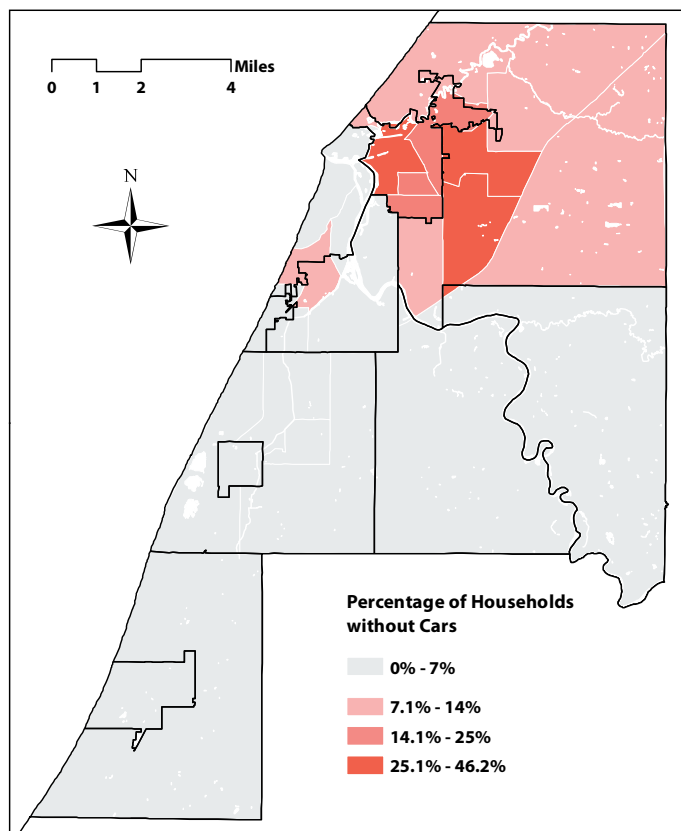 Miles
0 1 2 4
N
Percentage of Households
without Cars
0% - 7%
7.1% - 14%
14.1% - 25%
25.1% - 46.2%